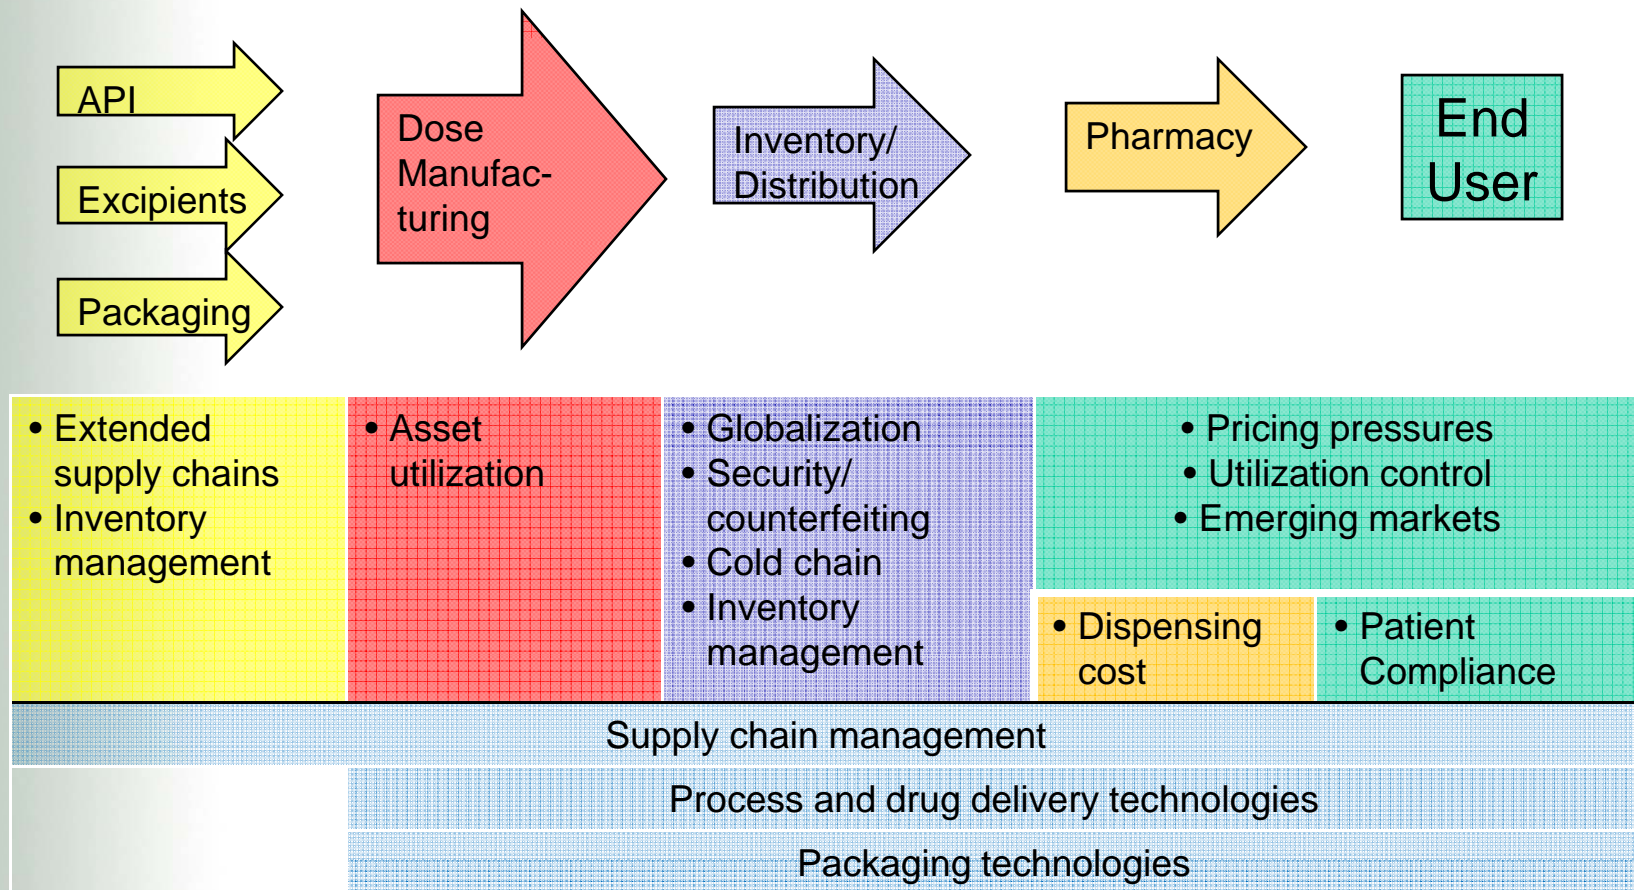 API
Excipients
Packaging
Dose
Manufac-
turing
Inventory/
Distribution
Pharmacy
End
User
• Extended
supply chains
• Inventory
management
• Asset
utilization
• Globalization
• Security/
counterfeiting
• Cold chain
• Inventory
management
• Pricing pressures
• Utilization control
• Emerging markets
• Dispensing
cost
• Patient
Compliance
Supply chain management
Process and drug delivery technologies
Packaging technologies